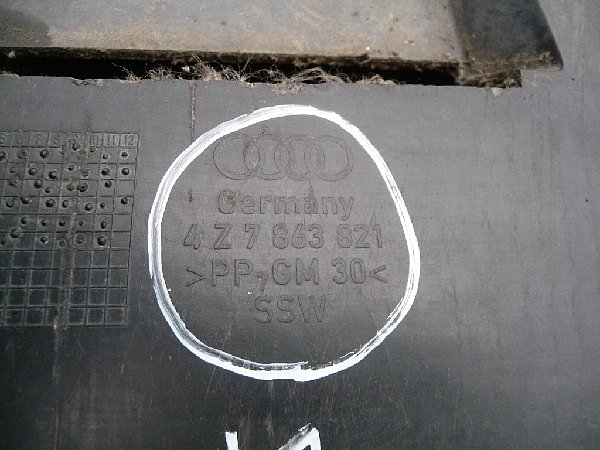 Germany
4 Z 7 863 821
>PP,GM 30<
SSW